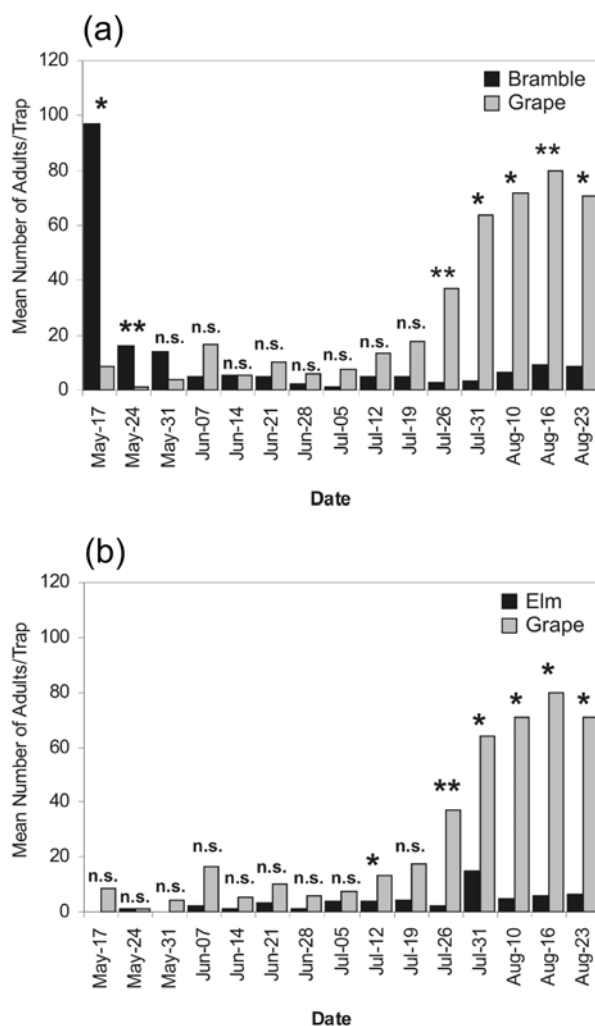 (a)
Mean Number of Adults/Trap
120
100
80
60
40
20
0
Bramble
Grape
*
**
n.s.
n.s.
n.s.
n.s.
n.s.
n.s.
n.s.
n.s.
**
*
*
**
*
May-17
May-24
May-31
Jun-07
Jun-14
Jun-21
Jun-28
Jul-05
Jul-12
Jul-19
Jul-26
Jul-31
Aug-10
Aug-16
Aug-23
Date
(b)
Mean Number of Adults/Trap
120
100
80
60
40
20
0
Elm
Grape
n.s.
n.s.
n.s.
n.s.
n.s.
n.s.
n.s.
n.s.
*
n.s.
**
*
*
*
*
May-17
May-24
May-31
Jun-07
Jun-14
Jun-21
Jun-28
Jul-05
Jul-12
Jul-19
Jul-26
Jul-31
Aug-10
Aug-16
Aug-23
Date